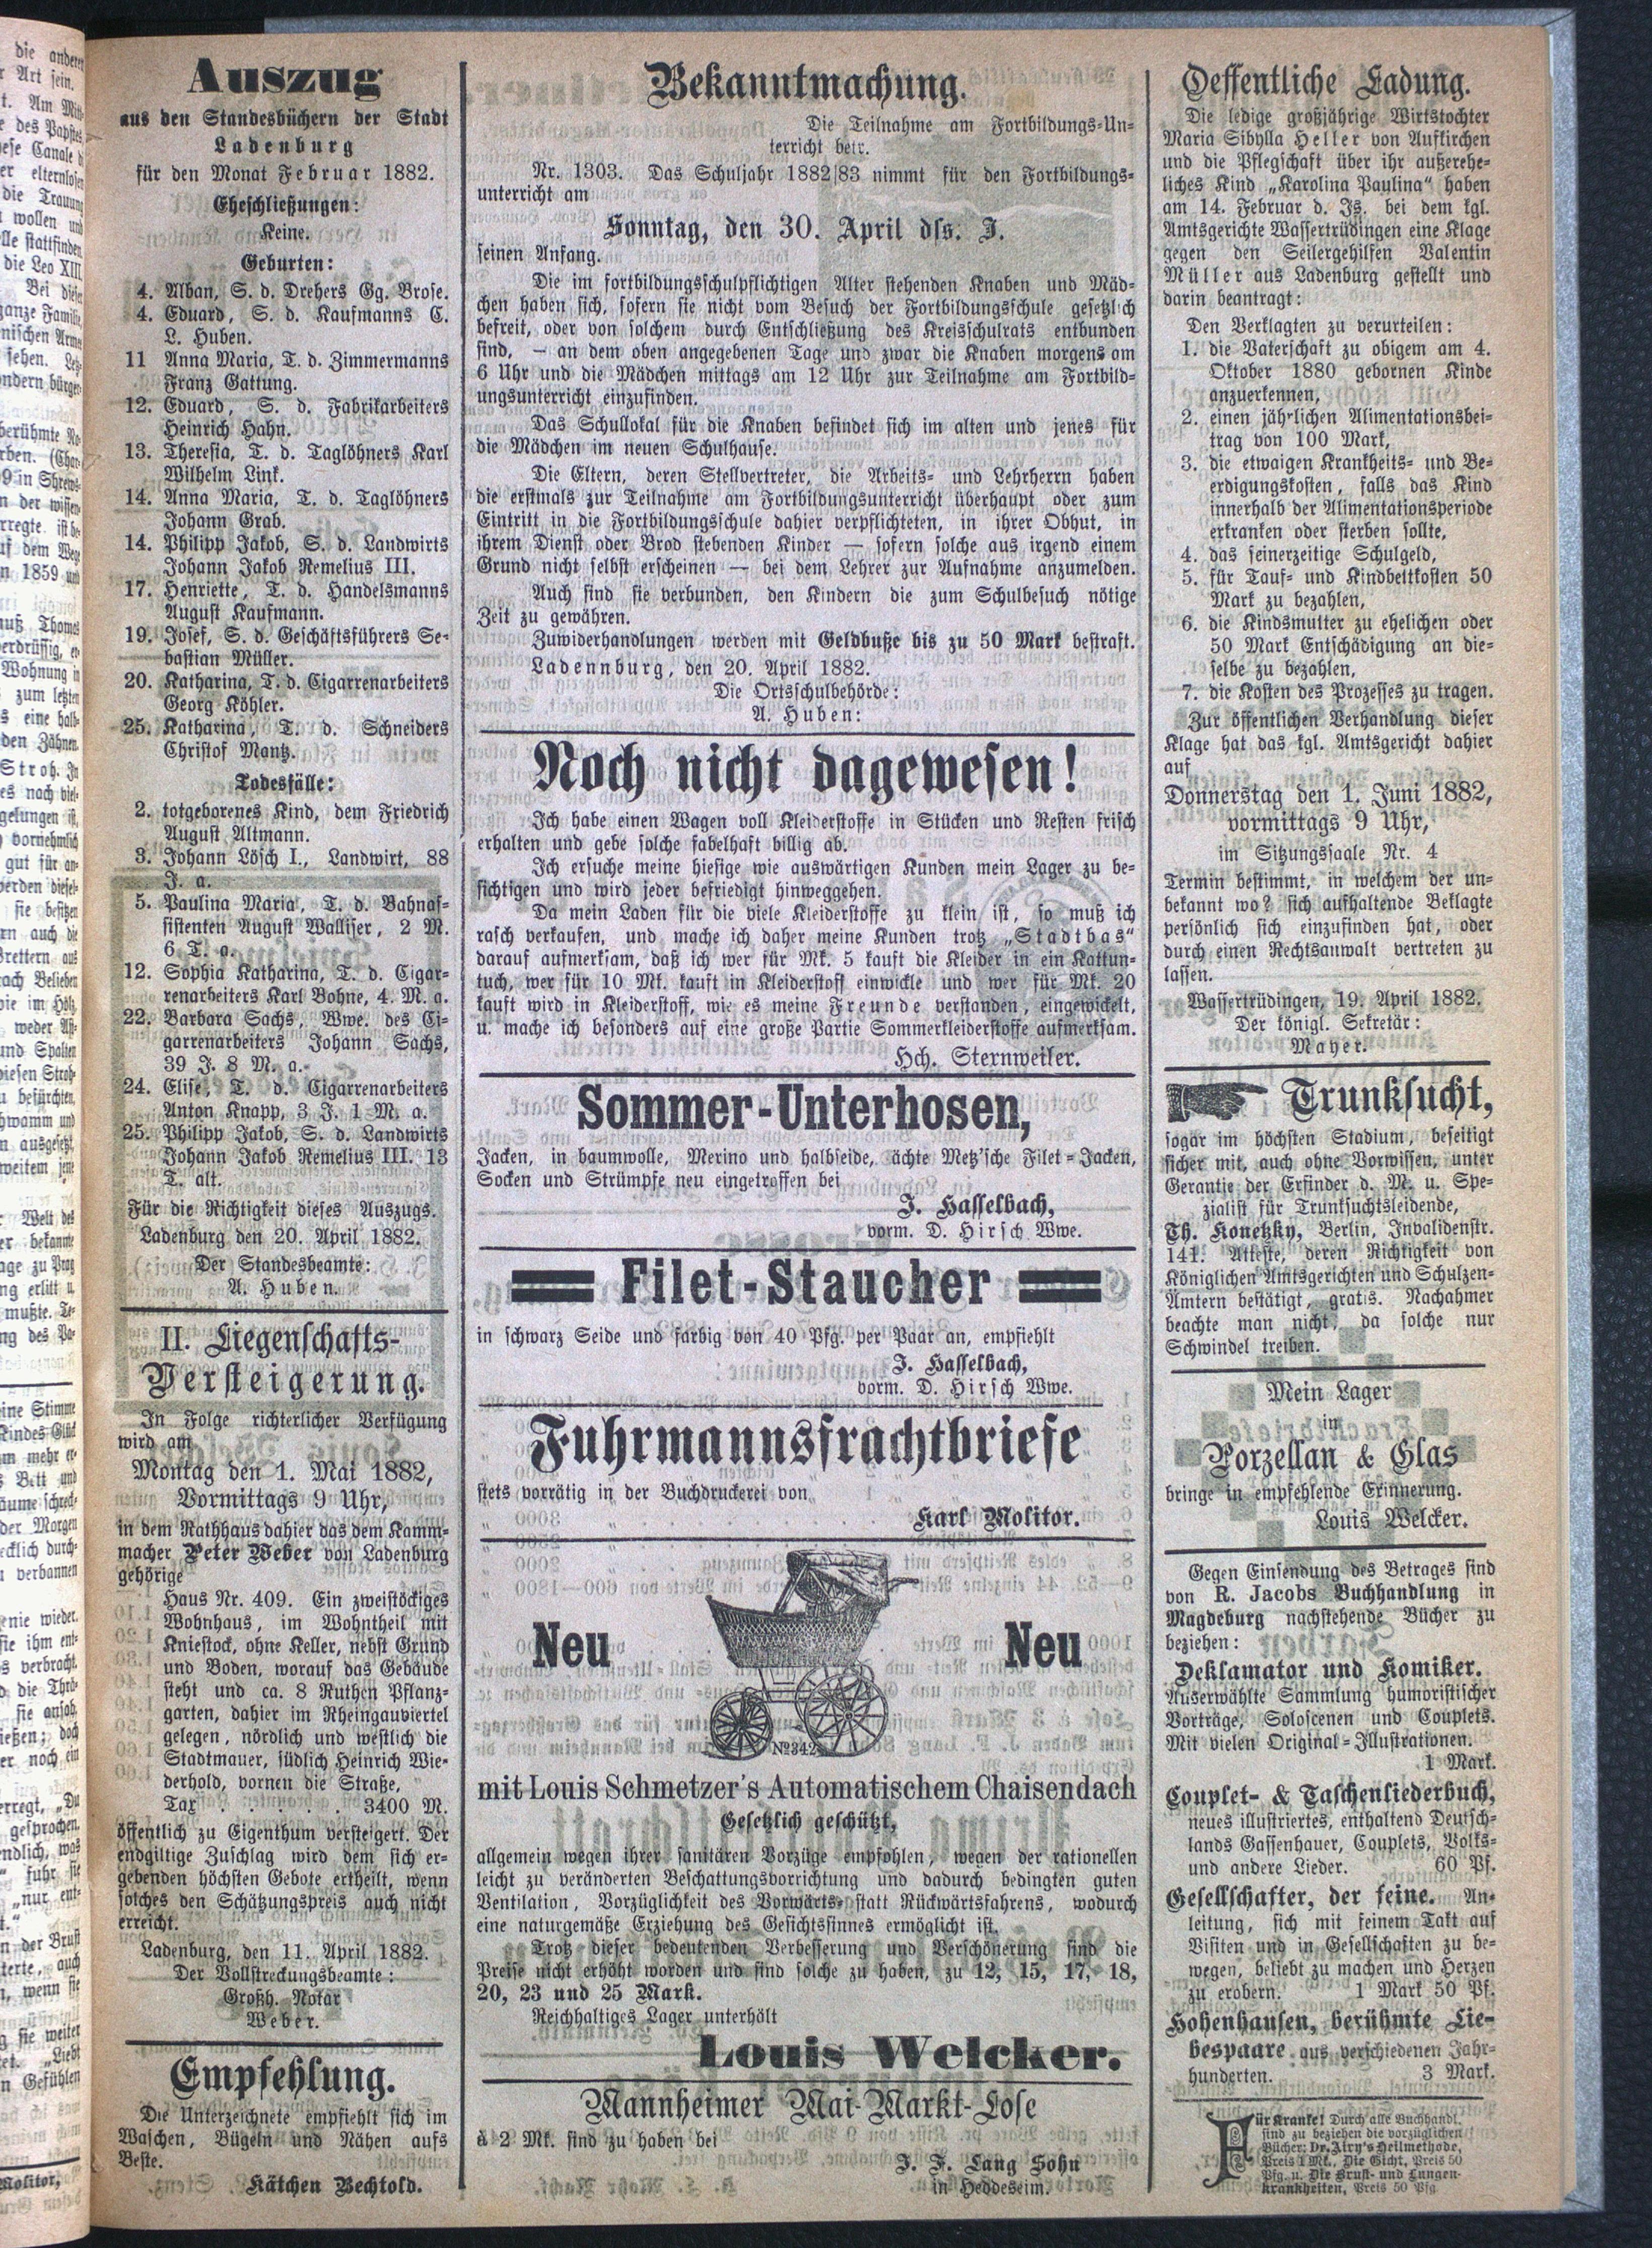 Auszug
aus den Standesbüchern der Stadt
Ladenburg
für den Monat Februar 1882.
Eheschließungen:
Keine.
Geburten:
4. Alban, S. d. Drehers Gg. Brose.
4. Eduard, S. d. Kaufmanns C.
L. Huben.
11 Anna Maria, T. d. Zimmermanns
Franz Gattung.
12. Eduard, S. d. Fabrikarbeiters
Heinrich Hahn.
13. Theresia, T. d. Taglöhners Karl
Wilhelm Link.
14. Anna Maria, T. d. Taglöhners
Johann Grab.
14. Philipp Jakob, S. d. Landwirts
Johann Jakob Remelius III.
17. Henriette, T. d. Handelsmanns
August Kaufmann.
19. Josef, S. d. Geschäftsführers Se-
bastian Müller.
20. Katharina, T. d. Cigarrenarbeiters
Georg Köhler.
25. Katharina, T. d. Schneiders
Christof Mantz.
Todesfälle:
2. totgeborenes Kind, dem Friedrich
August Altmann.
3. Johann Lösch I., Landwirt, 88
J. a.
5. Paulina Maria, T. d. Bahnas-
sistenten August Walliser, 2 M.
6 T. a.
12. Sophia Katharina, T. d. Cigar-
renarbeiters Karl Bohne, 4. M. a.
22. Barbara Sachs, Wwe. des Ci-
garrenarbeiters Johann Sachs,
39 J. 8 M. a.
24. Elise, T. d. Cigarrenarbeiters
Anton Knapp, 3 J. 1 M. a.
25. Philipp Jakob, S. d. Landwirts
Johann Jakob Remelius III. 13
T. alt.
Für die Richtigkeit dieses Auszugs.
Ladenburg den 20. April 1882.
Der Standesbeamte:
A. Huben.
II. Liegenschafts-
Versteigerung.
In Folge richterlicher Verfügung
wird am
Montag den 1. Mai 1882,
Vormittags 9 Uhr,
in dem Rathhaus dahier das dem Kamm-
macher Peter Weber von Ladenburg
gehörige
Haus Nr. 409. Ein zweistöckiges
Wohnhaus, im Wohntheil mit
Kniestock, ohne Keller, nebst Grund
und Boden, worauf das Gebäude
steht und ca. 8 Ruthen Pflanz-
garten, dahier im Rheingauviertel
gelegen, nördlich und westlich die
Stadtmauer, südlich Heinrich Wie-
derhold, vornen die Straße,
Tax . . . . . . 3400 M.
öffentlich zu Eigenthum versteigert. Der
endgiltige Zuschlag wird dem sich er-
gebenden höchsten Gebote ertheilt, wenn
solches den Schätzungspreis auch nicht
erreicht.
Ladenburg, den 11. April 1882.
Der Vollstreckungsbeamte:
Großh. Notar
Weber.
Empfehlung.
Die Unterzeichnete empfiehlt sich im
Waschen, Bügeln und Nähen aufs
Beste.
Kätchen Bechtold.
Bekanntmachung.
Die Teilnahme am Fortbildungs-Un-
terricht betr.
Nr. 1303. Das Schuljahr 1882/83 nimmt für den Fortbildungs-
unterricht am
Sonntag, den 30. April dss. J.
seinen Anfang.
Die im fortbildungsschulpflichtigen Alter stehenden Knaben und Mäd-
chen haben sich, sofern sie nicht vom Besuch der Fortbildungsschule gesetzlich
befreit, oder von solchem durch Entschließung des Kreisschulrats entbunden
sind, — an dem oben angegebenen Tage und zwar die Knaben morgens am
6 Uhr und die Mädchen mittags am 12 Uhr zur Teilnahme am Fortbild-
ungsunterricht einzufinden.
Das Schullokal für die Knaben befindet sich im alten und jenes für
die Mädchen im neuen Schulhause.
Die Eltern, deren Stellvertreter, die Arbeits- und Lehrherrn haben
die erstmals zur Teilnahme am Fortbildungsunterricht überhaupt oder zum
Eintritt in die Fortbildungsschule dahier verpflichteten, in ihrer Obhut, in
ihrem Dienst oder Brod stebenden Kinder — sofern solche aus irgend einem
Grund nicht selbst erscheinen — bei dem Lehrer zur Aufnahme anzumelden.
Auch sind sie verbunden, den Kindern die zum Schulbesuch nötige
Zeit zu gewähren.
Zuwiderhandlungen werden mit Geldbuße bis zu 50 Mark bestraft.
Ladennburg, den 20. April 1882.
Die Ortsschulbehörde:
A. Huben:
Noch nicht dagewesen!
Ich habe einen Wagen voll Kleiderstoffe in Stücken und Resten frisch
erhalten und gebe solche fabelhaft billig ab.
Ich ersuche meine hiesige wie auswärtigen Kunden mein Lager zu be-
sichtigen und wird jeder befriedigt hinweggehen.
Da mein Laden für die viele Kleiderstoffe zu klein ist, so muß ich
rasch verkaufen, und mache ich daher meine Kunden trotz „Stadtbas“
darauf aufmerksam, daß ich wer für Mk. 5 kauft die Kleider in ein Kattun-
tuch, wer für 10 Mk. kauft in Kleiderstoff einwickle und wer für Mk. 20
kauft wird in Kleiderstoff, wie es meine Freunde verstanden, eingewickelt,
u. mache ich besonders auf eine große Partie Sommerkleiderstoffe aufmerksam.
Hch. Sternweiler.
Sommer-Unterhosen,
Jacken, in baumwolle, Merino und halbseide, ächte Metz'sche Filet-Jacken,
Socken und Strümpfe neu eingetroffen bei
J. Hasselbach,
vorm. D. Hirsch Wwe.
Filet-Staucher
in schwarz Seide und farbig von 40 Pfg. per Paar an, empfiehlt
J. Hasselbach,
vorm. D. Hirsch Wwe.
Fuhrmannsfrachtbriefe
stets vorrätig in der Buchdruckerei von
Karl Molitor.
Neu Neu
No 342
mit Louis Schmetzer's Automatischem Chaisendach
Gesetzlich geschützt,
allgemein wegen ihrer sanitären Vorzüge empfohlen, wegen der rationellen
leicht zu veränderten Beschattungsvorrichtung und dadurch bedingten guten
Ventilation, Vorzüglichkeit des Vorwärts- statt Rückwärtsfahrens, wodurch
eine naturgemäße Erziehung des Gesichtssinnes ermöglicht ist.
Trotz dieser bedeutenden Verbesserung und Verschönerung sind die
Preise nicht erhöht worden und sind solche zu haben, zu 12, 15, 17, 18,
20, 23 und 25 Mark.
Reichhaltiges Lager unterhölt
Louis Welcker.
Mannheimer Mai-Markt-Lose
à 2 Mk. sind zu haben bei
J. F. Lang Sohn
in Heddesheim.
Oeffentliche Ladung.
Die ledige großjährige Wirtstochter
Maria Sibylla Heller von Aufkirchen
und die Pflegschaft über ihr außerehe-
liches Kind „Karolina Paulina“ haben
am 14. Februar d. Js. bei dem kgl.
Amtsgerichte Wassertrüdingen eine Klage
gegen den Seilergehilfen Valentin
Müller aus Ladenburg gestellt und
darin beantragt:
Den Verklagten zu verurteilen:
1. die Vaterschaft zu obigem am 4.
Oktober 1880 gebornen Kinde
anzuerkennen,
2. einen jährlichen Alimentationsbei-
trag von 100 Mark,
3. die etwaigen Krankheits- und Be-
erdigungskosten, falls das Kind
innerhalb der Alimentationsperiode
erkranken oder sterben sollte,
4. das seinerzeitige Schulgeld,
5. für Tauf- und Kindbettkosten 50
Mark zu bezahlen,
6. die Kindsmutter zu ehelichen oder
50 Mark Entschädigung an die-
selbe zu bezahlen,
7. die Kosten des Prozesses zu tragen.
Zur öffentlichen Verhandlung dieser
Klage hat das kgl. Amtsgericht dahier
auf
Donnerstag den 1. Juni 1882,
vormittags 9 Uhr,
im Sitzungssaale Nr. 4
Termin bestimmt, in welchem der un-
bekannt wo? sich aufhaltende Beklagte
persönlich sich einzufinden hat, oder
durch einen Rechtsanwalt vertreten zu
lassen.
Wassertrüdingen, 19. April 1882.
Der königl. Sekretär:
Mayer.
Trunksucht,
sogar im höchsten Stadium, beseitigt
sicher mit, auch ohne Vorwissen, unter
Gerantie der Erfinder d. M. u. Spe-
zialist für Trunksuchtsleidende,
Th. Konetzky, Berlin, Invalidenstr.
141. Atteste, deren Richtigkeit von
Königlichen Amtsgerichten und Schulzen-
Ämtern bestätigt, gratis. Nachahmer
beachte man nicht, da solche nur
Schwindel treiben.
Mein Lager
in
Porzellan & Glas
bringe in empfehlende Erinnerung.
Louis Welcker.
Gegen Einsendung des Betrages sind
von R. Jacobs Buchhandlung in
Magdeburg nachstehende Bücher zu
beziehen:
Deklamator und Komiker.
Auserwählte Sammlung humoristischer
Vorträge, Soloscenen und Couplets.
Mit vielen Original-Illustrationen.
1 Mark.
Couplet- & Taschenliederbuch,
neues illustriertes, enthaltend Deutsch-
lands Gassenhauer, Couplets, Volks-
und andere Lieder. 60 Pf.
Gesellschafter, der feine. An-
leitung, sich mit feinem Takt auf
Visiten und in Gesellschaften zu be-
wegen, beliebt zu machen und Herzen
zu erobern. 1 Mark 50 Pf.
Hohenhausen, berühmte Lie-
bespaare aus verschiedenen Jahr-
hunderten. 3 Mark.
Für Kranke! Durch alle Buchhandl.
sind zu beziehen die vorzüglichen
Bücher: Dr. Airy's Heilmethode,
Preis 1 Mk., Die Gicht, Preis 50
Pfg. u. Die Brust- und Lungen-
krankheiten, Preis 50 Pfg.